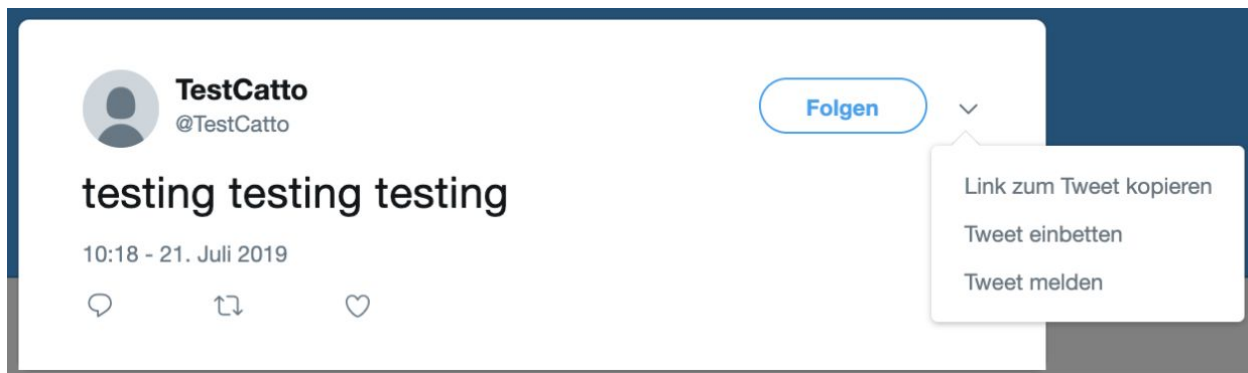 TestCatto
@TestCatto
Folgen
testing testing testing
10:18 - 21. Juli 2019
Link zum Tweet kopieren
Tweet einbetten
Tweet melden